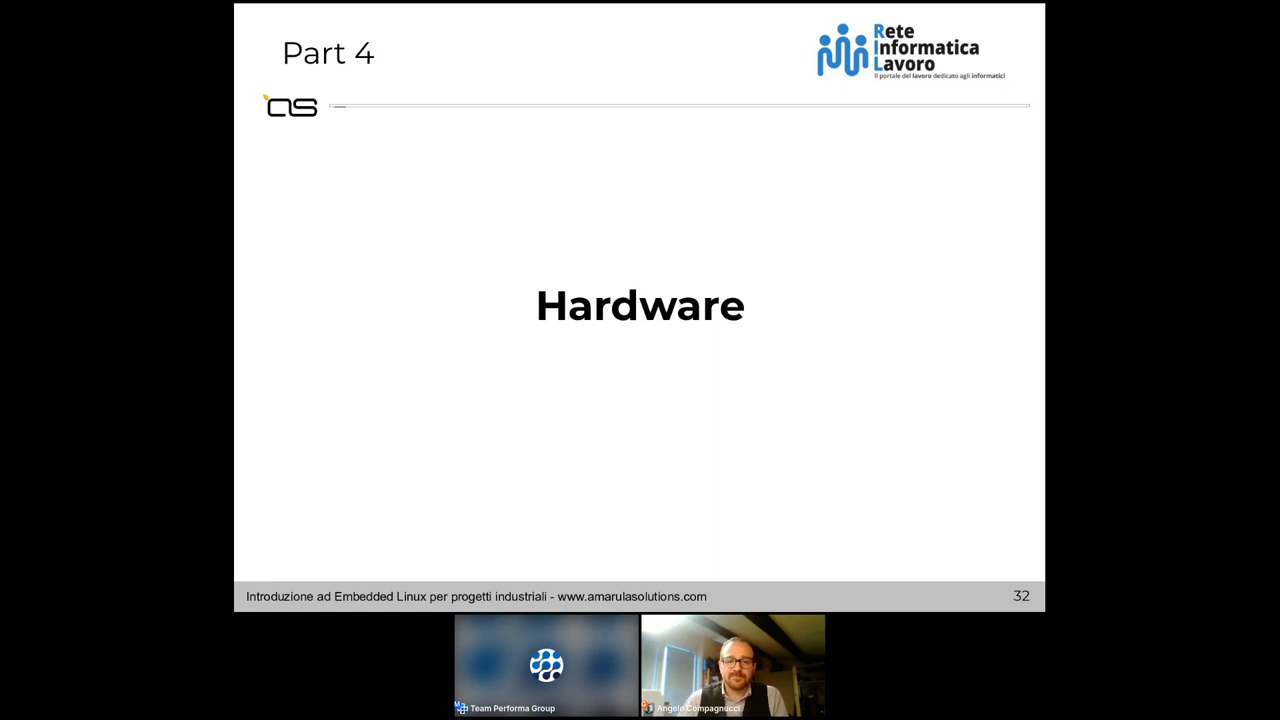 Part 4
Rete
Informatica
Lavoro
Il portale del lavoro dedicato agli informatici
Hardware
Introduzione ad Embedded Linux per progetti industriali - www.amarulasolutions.com
32
Team Performa Group
Angelo Compagnucci